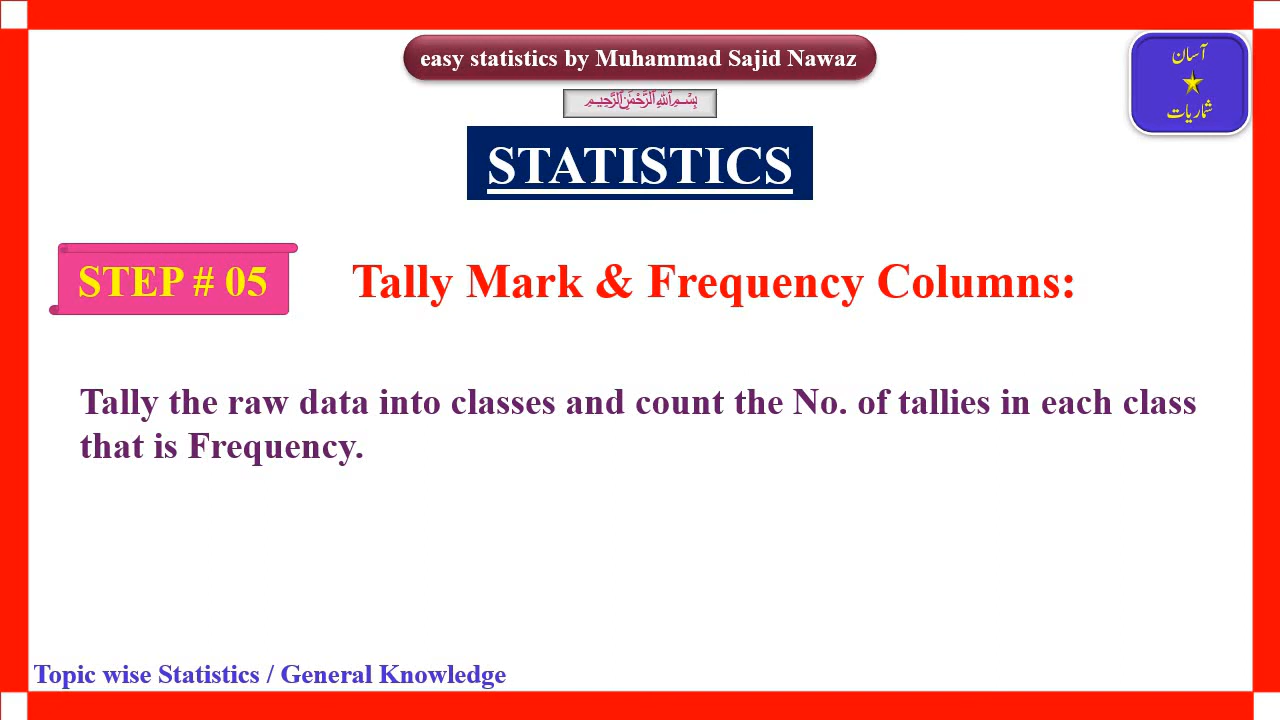 easy statistics by Muhammad Sajid Nawaz
بِسْمِ اللَّهِ الرَّحْمَٰنِ الرَّحِيمِ
آسان
شماریات
STATISTICS
STEP # 05
Tally Mark & Frequency Columns:
Tally the raw data into classes and count the No. of tallies in each class
that is Frequency.
Topic wise Statistics / General Knowledge